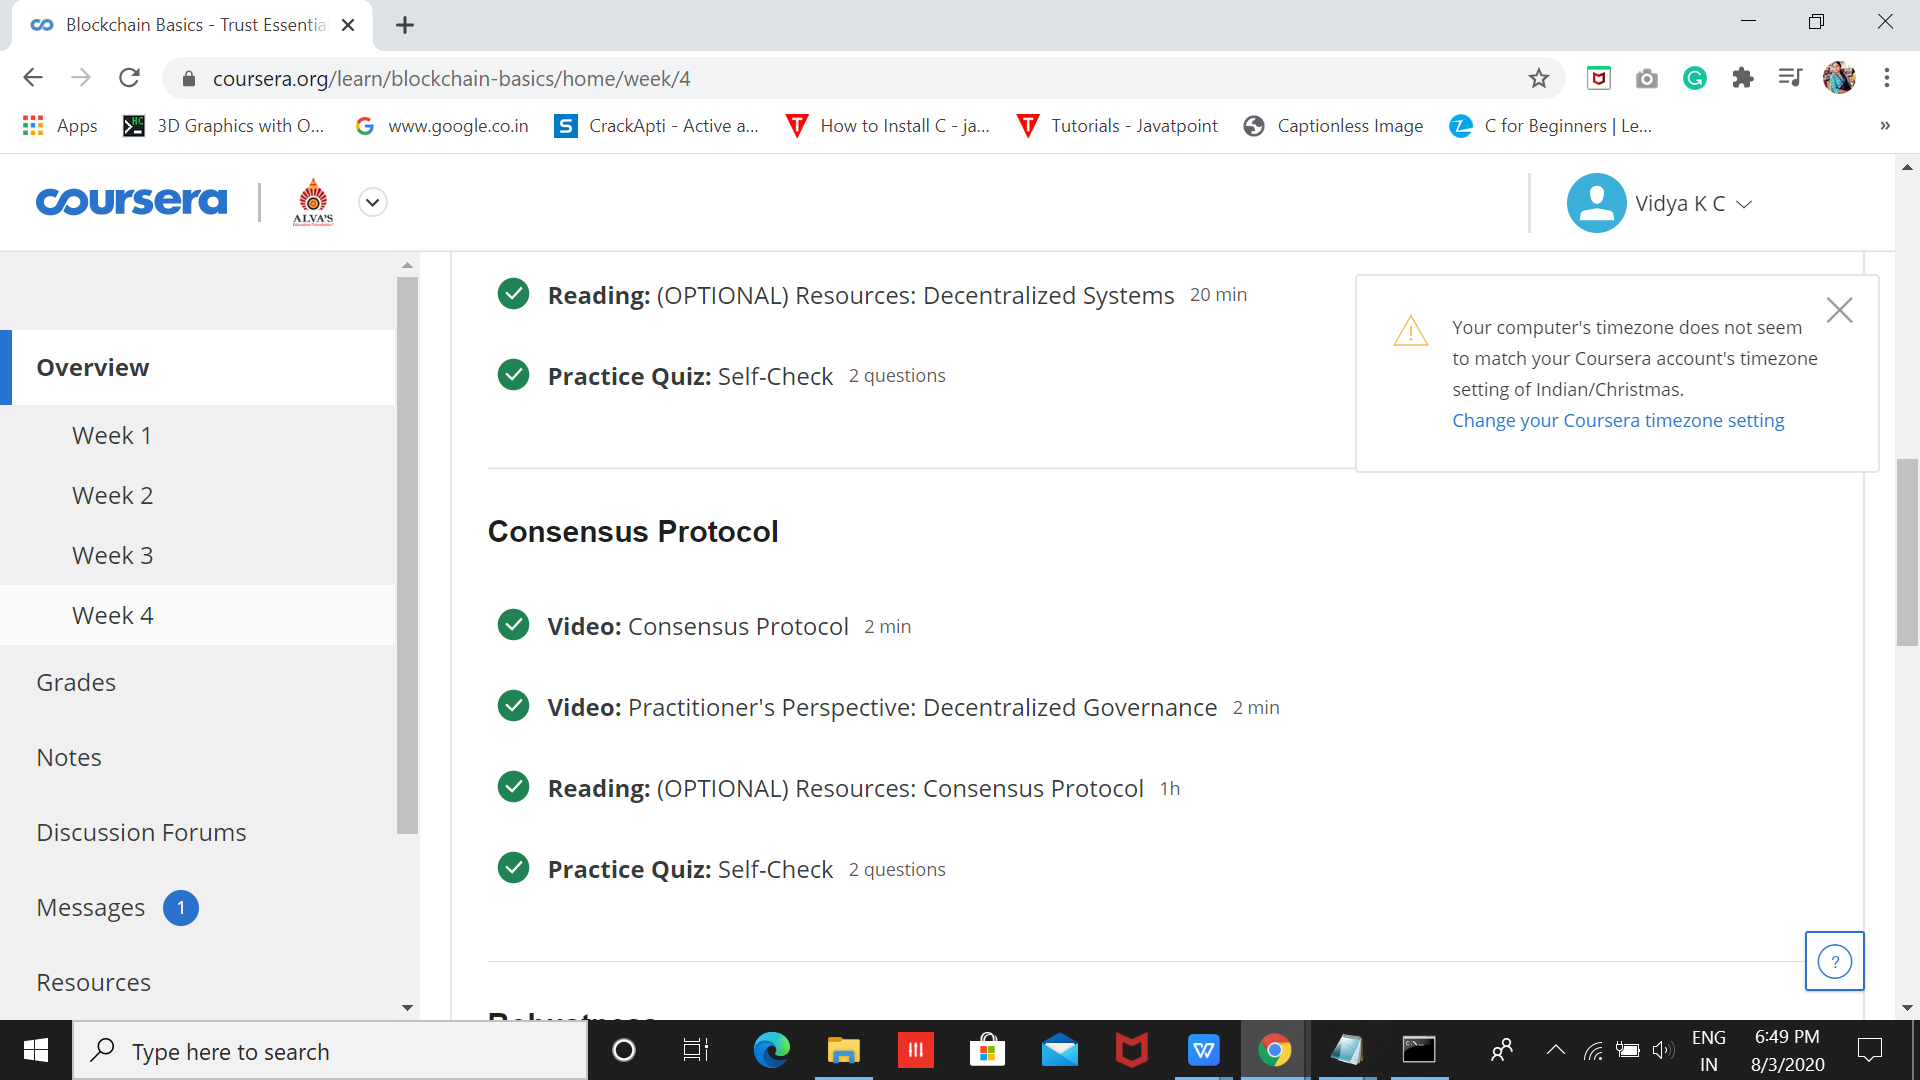 Blockchain Basics - Trust Essentia
coursera.org/learn/blockchain-basics/home/week/4
Apps
3D Graphics with O...
www.google.co.in
CrackApti - Active a...
How to Install C - ja...
Tutorials - Javatpoint
Captionless Image
C for Beginners | Le...
coursera
ALVA'S
Education Foundation
Vidya K C
Overview
Week 1
Week 2
Week 3
Week 4
Grades
Notes
Discussion Forums
Messages 1
Resources
Reading: (OPTIONAL) Resources: Decentralized Systems 20 min
Practice Quiz: Self-Check 2 questions
Your computer's timezone does not seem
to match your Coursera account's timezone
setting of Indian/Christmas.
Change your Coursera timezone setting
Consensus Protocol
Video: Consensus Protocol 2 min
Video: Practitioner's Perspective: Decentralized Governance 2 min
Reading: (OPTIONAL) Resources: Consensus Protocol 1h
Practice Quiz: Self-Check 2 questions
Robustness
?
Type here to search
ENG
IN
6:49 PM
8/3/2020